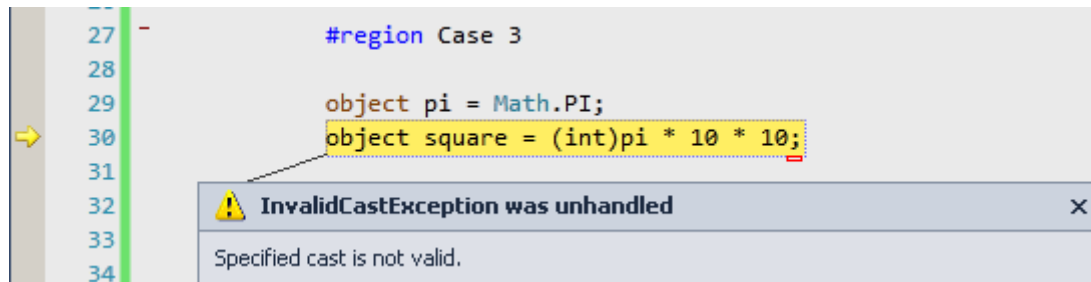 27 #region Case 3
28
29 object pi = Math.PI;
30 object square = (int)pi * 10 * 10;
31
32 InvalidCastException was unhandled
33
Specified cast is not valid.
34